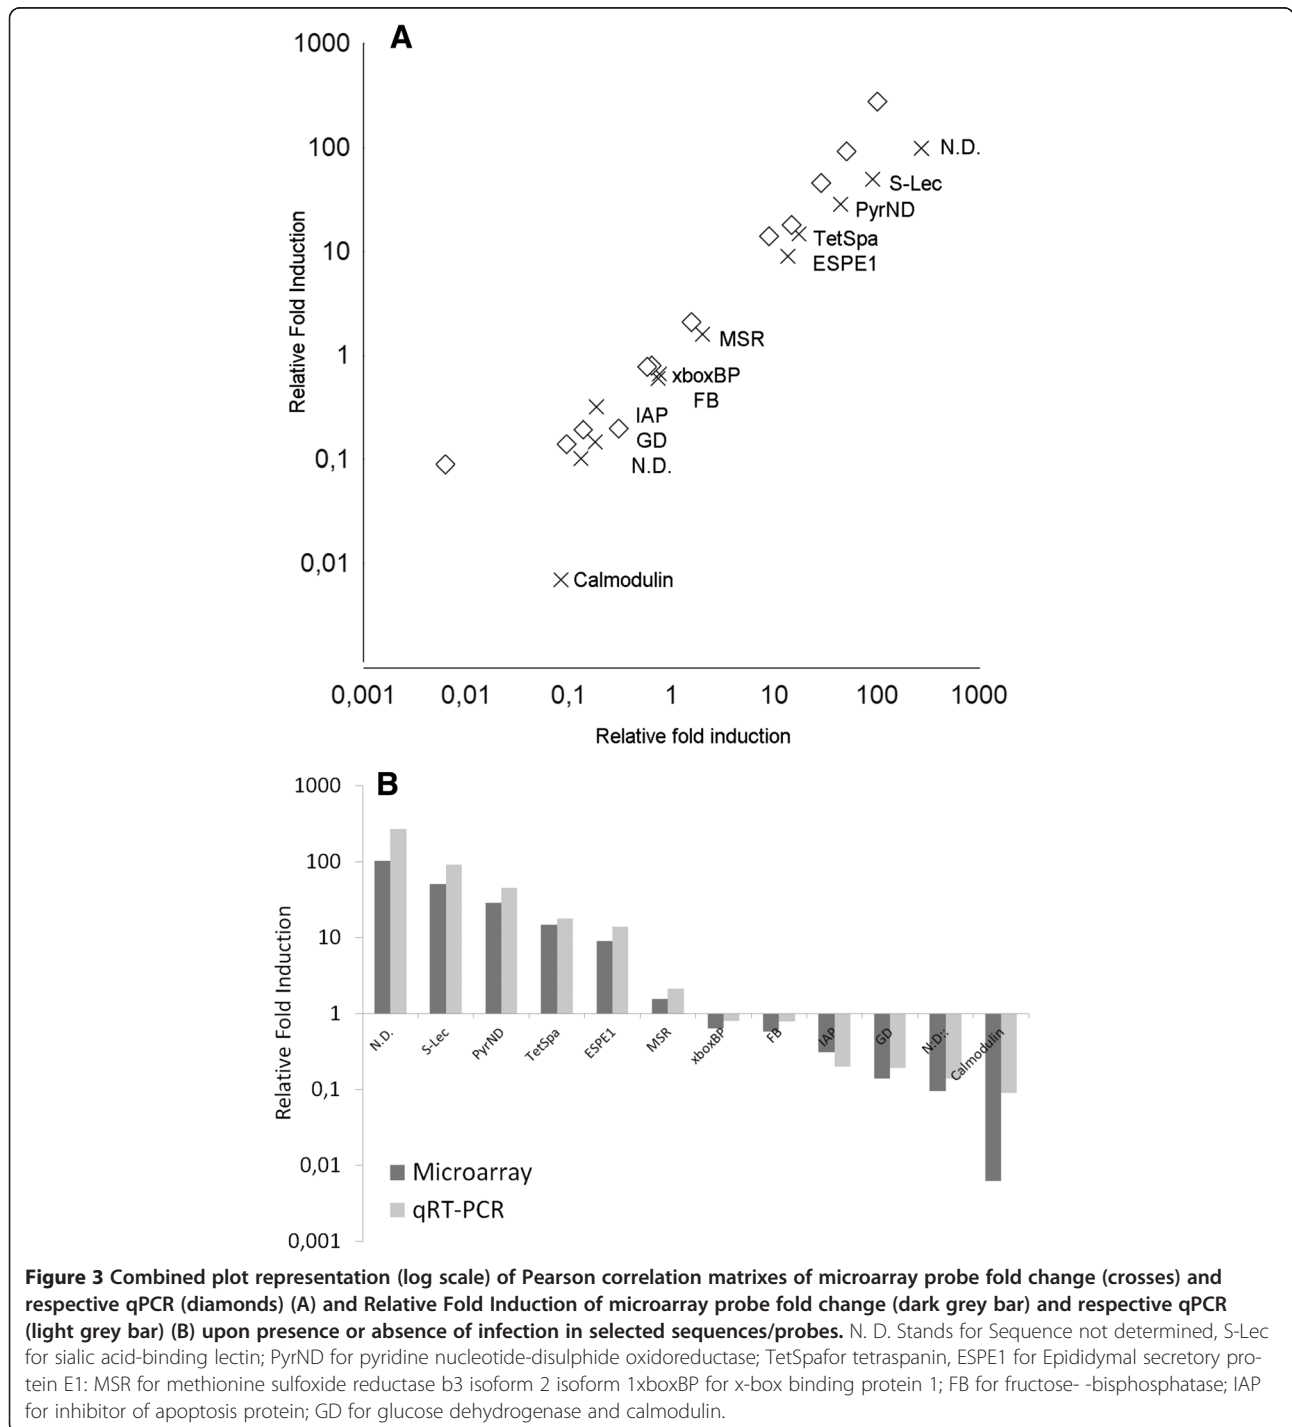 A
1000
100
10
1
0,1
0,01
Relative Fold Induction
N.D.
S-Lec
PyrND
TetSpa
ESPE1
MSR
xboxBP
FB
IAP
GD
N.D.
Calmodulin
0,001 0,01 0,1 1 10 100 1000
Relative fold induction
B
1000
100
10
1
0,1
0,01
0,001
Relative Fold Induction
N.D. S-Lec PyrND TetSpa ESPE1 MSR xboxBP FB IAP GD N:D:: Calmodulin
Microarray
qRT-PCR
Figure 3 Combined plot representation (log scale) of Pearson correlation matrixes of microarray probe fold change (crosses) and
respective qPCR (diamonds) (A) and Relative Fold Induction of microarray probe fold change (dark grey bar) and respective qPCR
(light grey bar) (B) upon presence or absence of infection in selected sequences/probes. N. D. Stands for Sequence not determined, S-Lec
for sialic acid-binding lectin; PyrND for pyridine nucleotide-disulphide oxidoreductase; TetSpafor tetraspanin, ESPE1 for Epididymal secretory pro-
tein E1: MSR for methionine sulfoxide reductase b3 isoform 2 isoform 1xboxBP for x-box binding protein 1; FB for fructose- -bisphosphatase; IAP
for inhibitor of apoptosis protein; GD for glucose dehydrogenase and calmodulin.